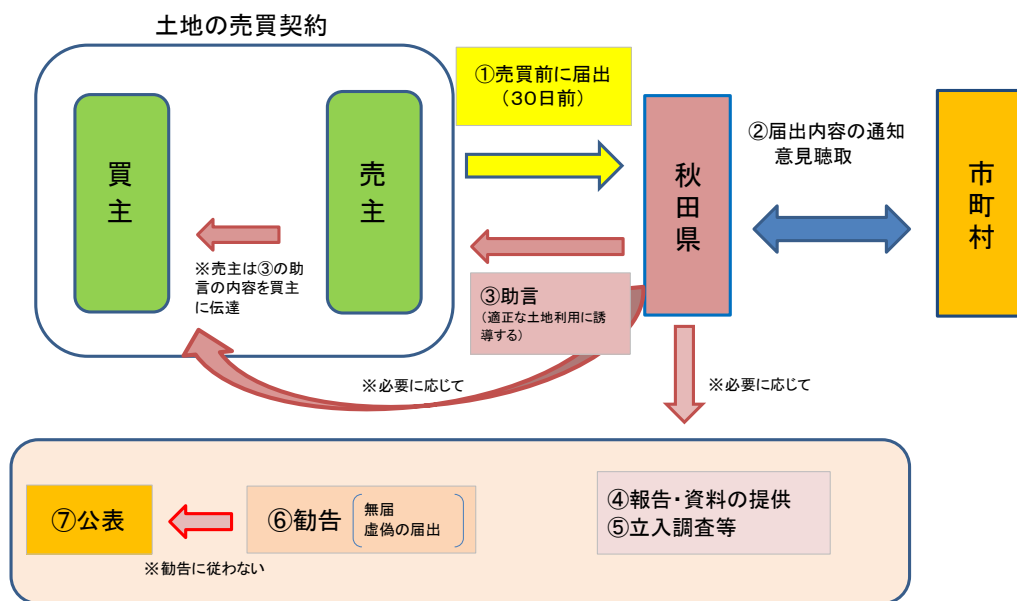 土地の売買契約
①売買前に届出
（30日前）
買主
売主
秋田県
市町村
②届出内容の通知
意見聴取
※売主は③の助
言の内容を買主
に伝達
③助言
（適正な土地利用に誘
導する）
※必要に応じて
※必要に応じて
⑦公表
⑥勧告
無届
虚偽の届出
④報告・資料の提供
⑤立入調査等
※勧告に従わない